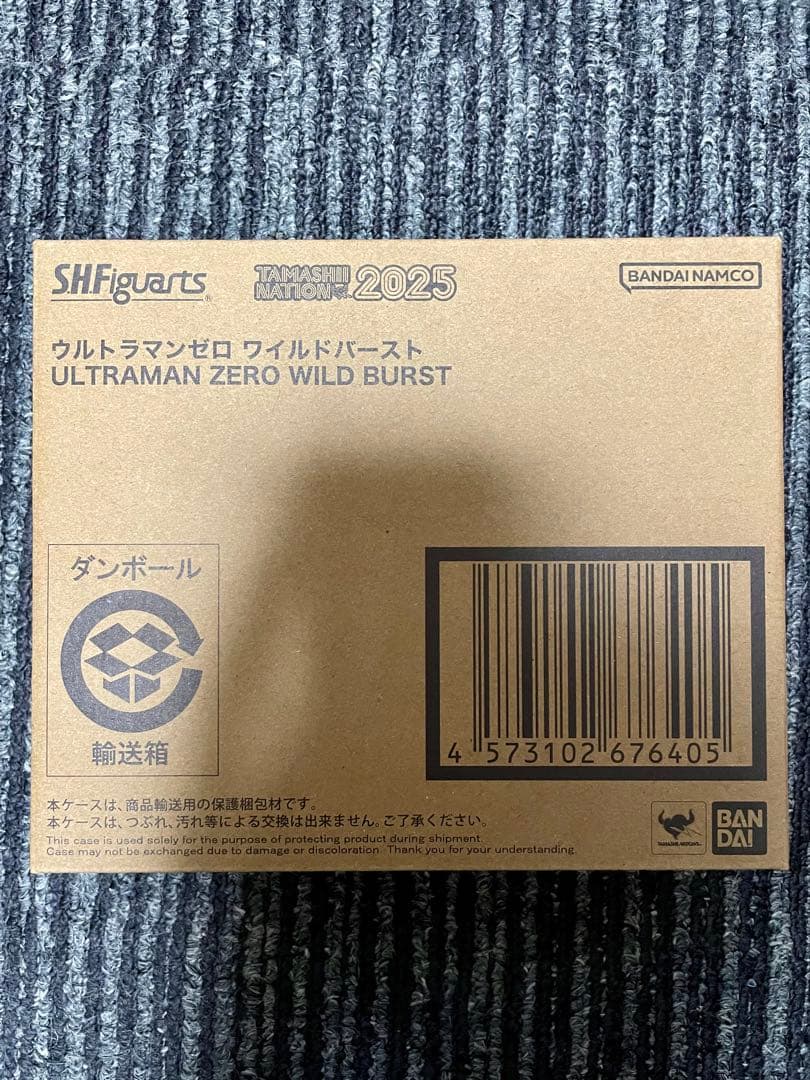 S.H.Figuarts
TAMASHII NATION 2025
BANDAI NAMCO
ウルトラマンゼロ ワイルドバースト
ULTRAMAN ZERO WILD BURST
ダンボール
輸送箱
4 573102 676405
本ケースは、商品輸送用の保護梱包材です。
本ケースは、つぶれ、汚れ等による交換は出来ません。ご了承ください。
This case is used solely for the purpose of protecting product during shipment.
Case may not be exchanged due to damage or discoloration. Thank you for your understanding.
TAMASHII NATIONS
BAN
DAI